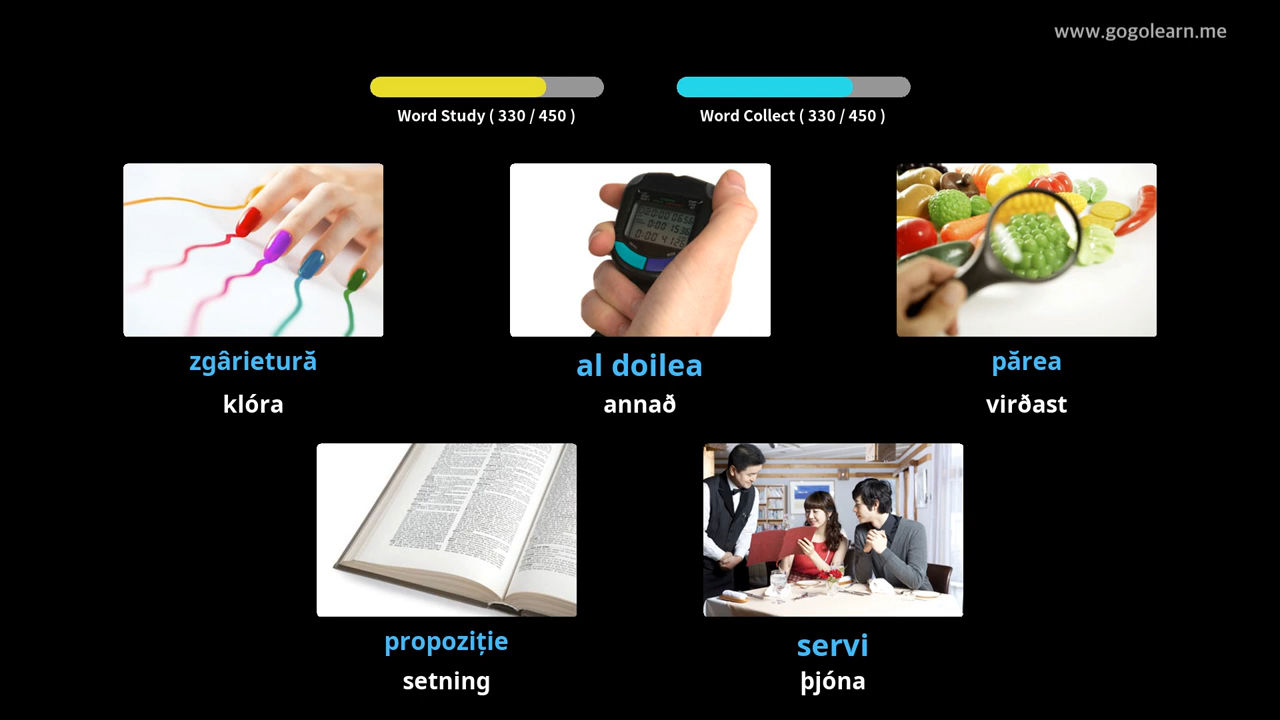 www.gogolearn.me
Word Study ( 330 / 450 )
Word Collect ( 330 / 450 )
zgârietură
klóra
al doilea
annað
părea
virðast
propoziție
setning
servi
þjóna